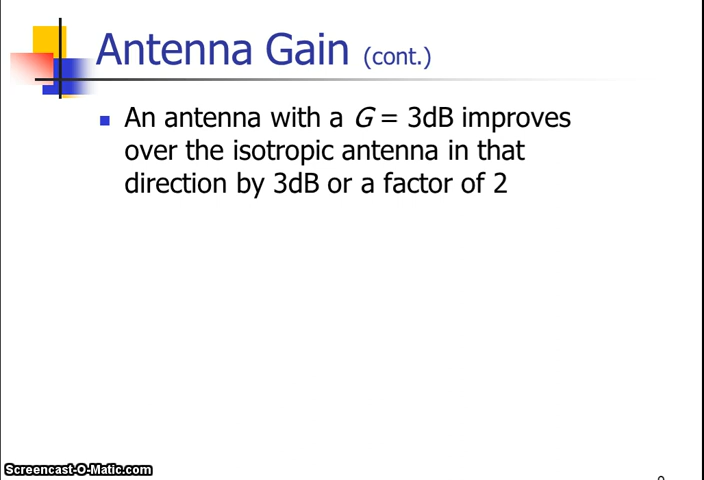 Antenna Gain (cont.)
An antenna with a G = 3dB improves
over the isotropic antenna in that
direction by 3dB or a factor of 2
Screencast-O-Matic.com